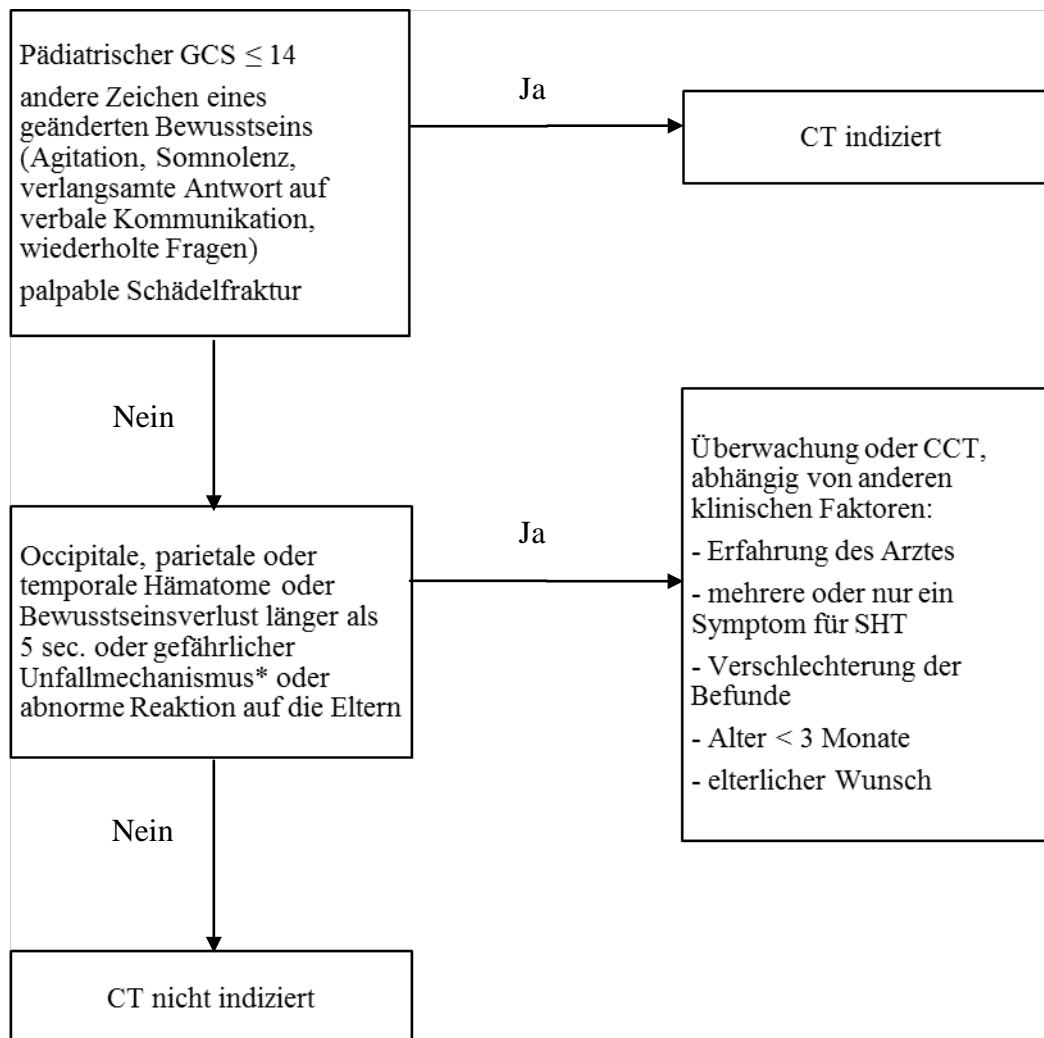 Pädiatrischer GCS ≤ 14
andere Zeichen eines
geänderten Bewusstseins
(Agitation, Somnolenz,
verlangsamte Antwort auf
verbale Kommunikation,
wiederholte Fragen)
palpable Schädelfraktur
Ja
CT indiziert
Nein
Occipitale, parietale oder
temporale Hämatome oder
Bewusstseinsverlust länger als
5 sec. oder gefährlicher
Unfallmechanismus* oder
abnorme Reaktion auf die Eltern
Ja
Überwachung oder CCT,
abhängig von anderen
klinischen Faktoren:
- Erfahrung des Arztes
- mehrere oder nur ein
Symptom für SHT
- Verschlechterung der
Befunde
- Alter < 3 Monate
- elterlicher Wunsch
Nein
CT nicht indiziert